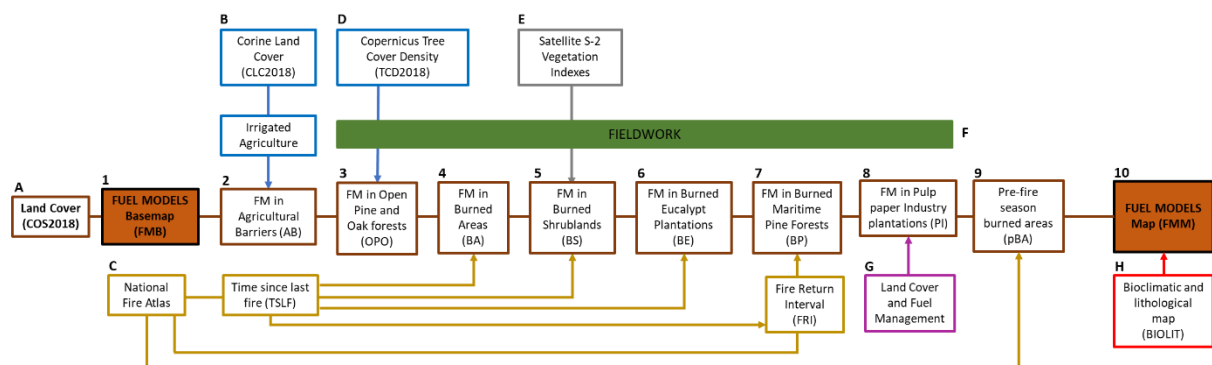 B
Corine Land
Cover
(CLC2018)
D
Copernicus Tree
Cover Density
(TCD2018)
E
Satellite S-2
Vegetation
Indexes
Irrigated
Agriculture
FIELDWORK
F
A
Land Cover
(COS2018)
1
FUEL MODELS
Basemap
(FMB)
2
FM in
Agricultural
Barriers (AB)
3
FM in Open
Pine and
Oak forests
(OPO)
4
FM in
Burned
Areas (BA)
5
FM in
Burned
Shrublands
(BS)
6
FM in Burned
Eucalypt
Plantations
(BE)
7
FM in Burned
Maritime
Pine Forests
(BP)
8
FM in Pulp
paper Industry
plantations (PI)
9
Pre-fire
season
burned areas
(pBA)
10
FUEL MODELS
Map (FMM)
C
National
Fire Atlas
Time since last
fire (TSLF)
Fire Return
Interval
(FRI)
G
Land Cover
and Fuel
Management
H
Bioclimatic and
lithological
map
(BIOLIT)